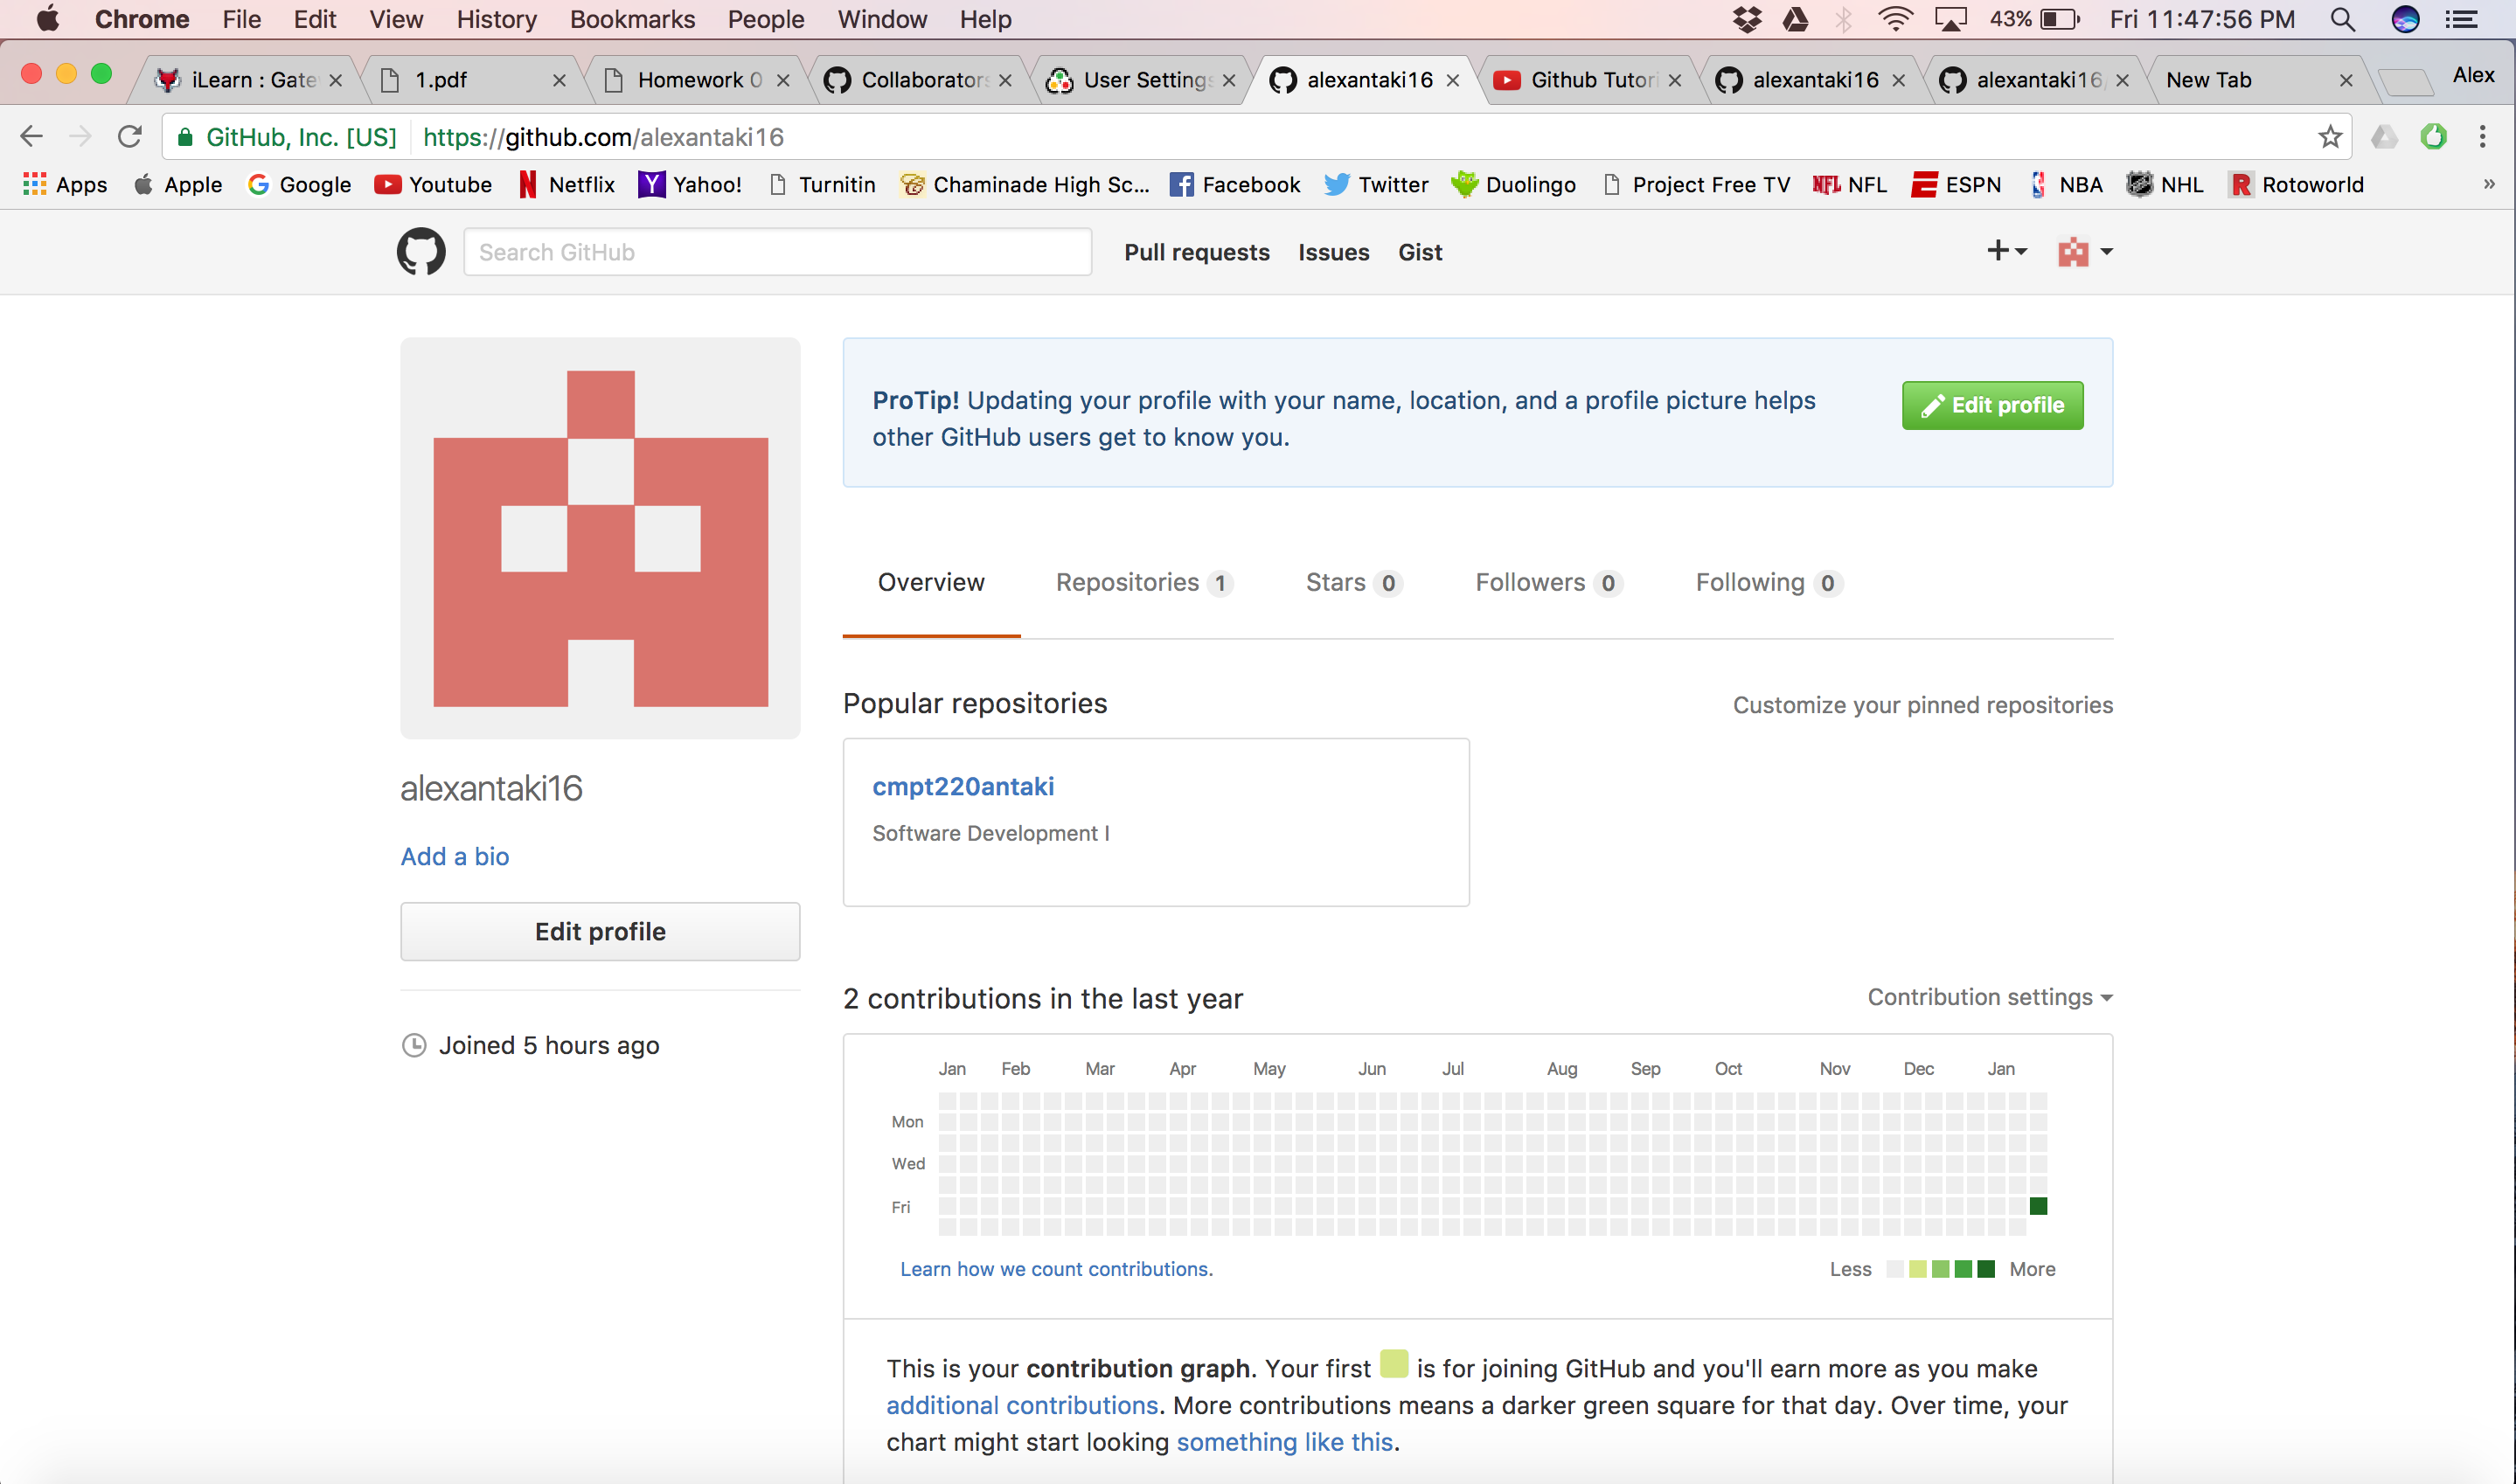 Chrome File Edit View History Bookmarks People Window Help 43% Fri 11:47:56 PM
iLearn : Gate 1.pdf Homework 0 Collaborators User Settings alexantaki16 Github Tutori alexantaki16 alexantaki16/ New Tab Alex
GitHub, Inc. [US] https://github.com/alexantaki16
Apps Apple Google Youtube Netflix Yahoo! Turnitin Chaminade High Sc... Facebook Twitter Duolingo Project Free TV NFL NFL ESPN NBA NHL R Rotoworld »
Search GitHub Pull requests Issues Gist
ProTip! Updating your profile with your name, location, and a profile picture helps
other GitHub users get to know you.
Edit profile
Overview Repositories 1 Stars 0 Followers 0 Following 0
Popular repositories Customize your pinned repositories
cmpt220antaki
Software Development I
alexantaki16
Add a bio
Edit profile
Joined 5 hours ago
2 contributions in the last year Contribution settings
Jan Feb Mar Apr May Jun Jul Aug Sep Oct Nov Dec Jan
Mon
Wed
Fri
Learn how we count contributions. Less More
This is your contribution graph. Your first is for joining GitHub and you'll earn more as you make
additional contributions. More contributions means a darker green square for that day. Over time, your
chart might start looking something like this.